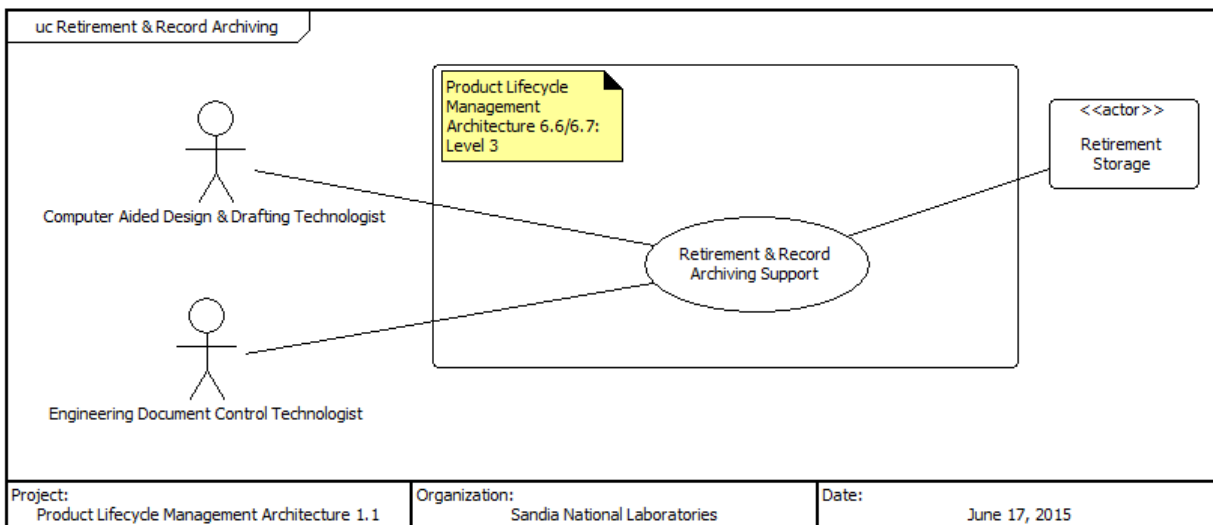 uc Retirement & Record Archiving
Product Lifecycle
Management
Architecture 6.6/6.7:
Level 3
<<actor>>
Retirement
Storage
Computer Aided Design & Drafting Technologist
Retirement & Record
Archiving Support
Engineering Document Control Technologist
Project:
Product Lifecycle Management Architecture 1.1
Organization:
Sandia National Laboratories
Date:
June 17, 2015